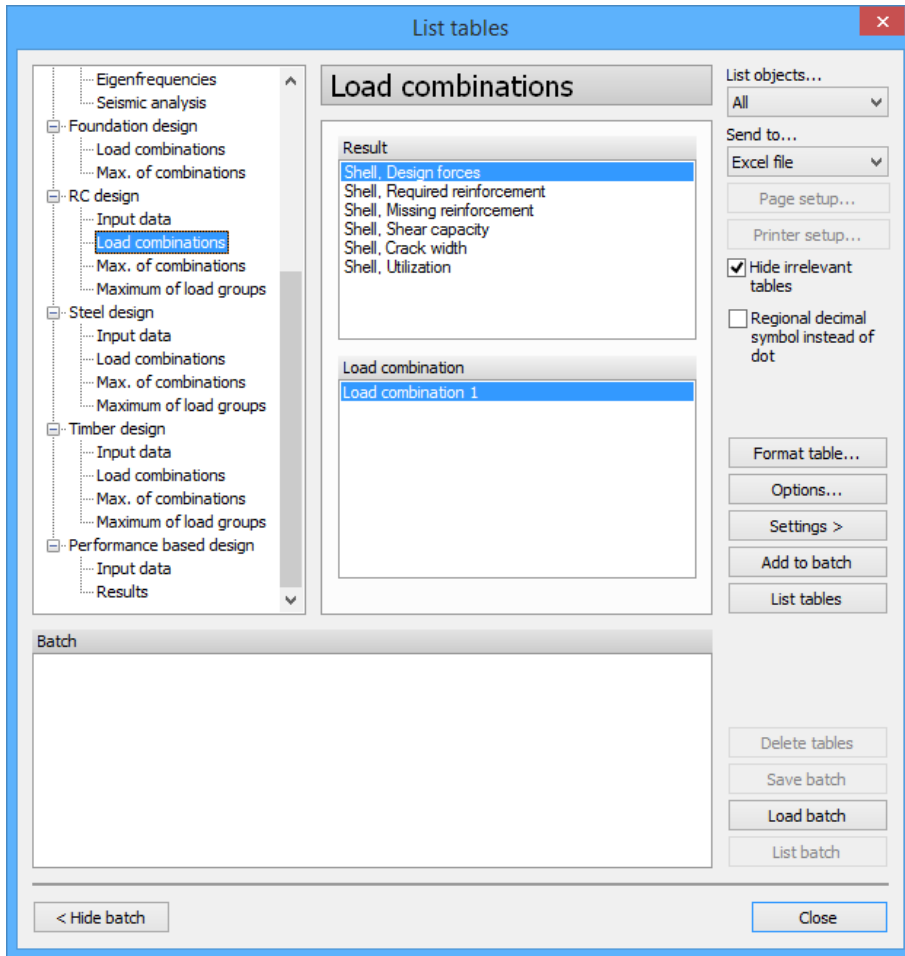 List tables
Eigenfrequencies
Seismic analysis
Foundation design
Load combinations
Max. of combinations
RC design
Input data
Load combinations
Max. of combinations
Maximum of load groups
Steel design
Input data
Load combinations
Max. of combinations
Maximum of load groups
Timber design
Input data
Load combinations
Max. of combinations
Maximum of load groups
Performance based design
Input data
Results
Load combinations
Result
Shell, Design forces
Shell, Required reinforcement
Shell, Missing reinforcement
Shell, Shear capacity
Shell, Crack width
Shell, Utilization
Load combination
Load combination 1
List objects...
All
Send to...
Excel file
Page setup...
Printer setup...
Hide irrelevant
tables
Regional decimal
symbol instead of
dot
Format table...
Options...
Settings >
Add to batch
List tables
Batch
Delete tables
Save batch
Load batch
List batch
< Hide batch
Close